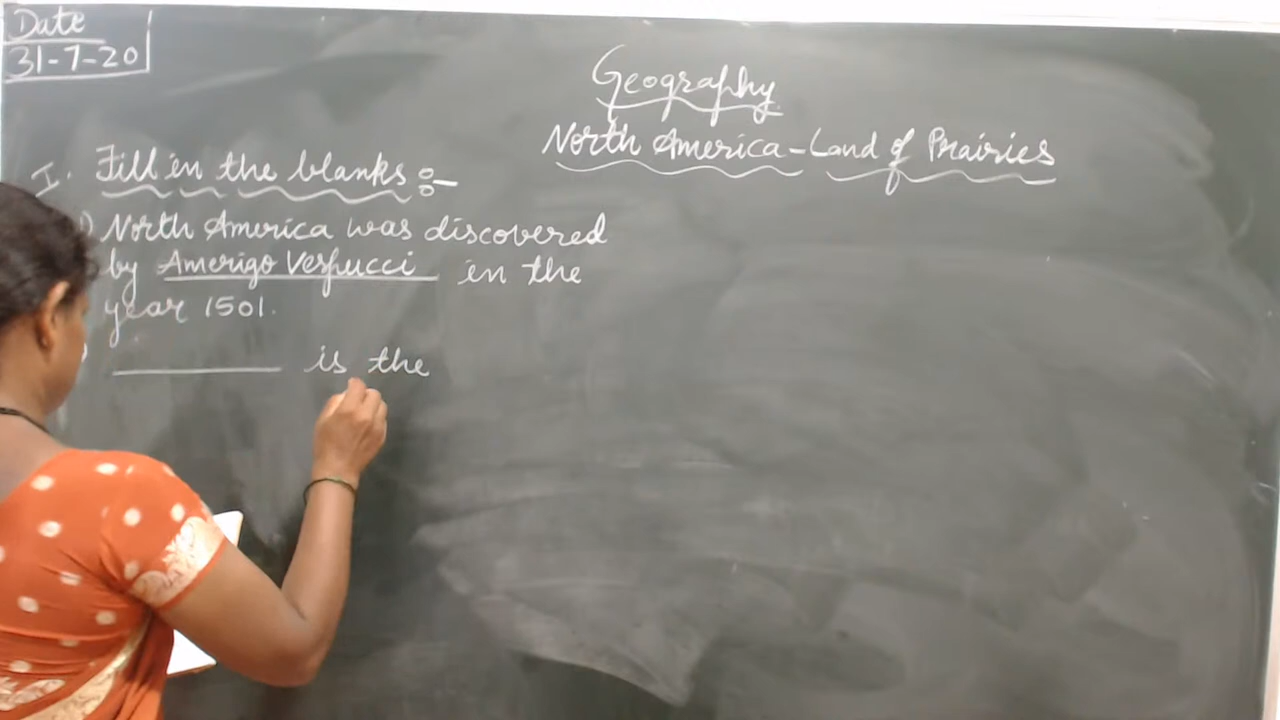 Date
31-7-20
Geography
North America - Land of Prairies
I. Fill in the blanks :-
) North America was discovered
by Amerigo Vespucci in the
year 1501.
) ________ is the